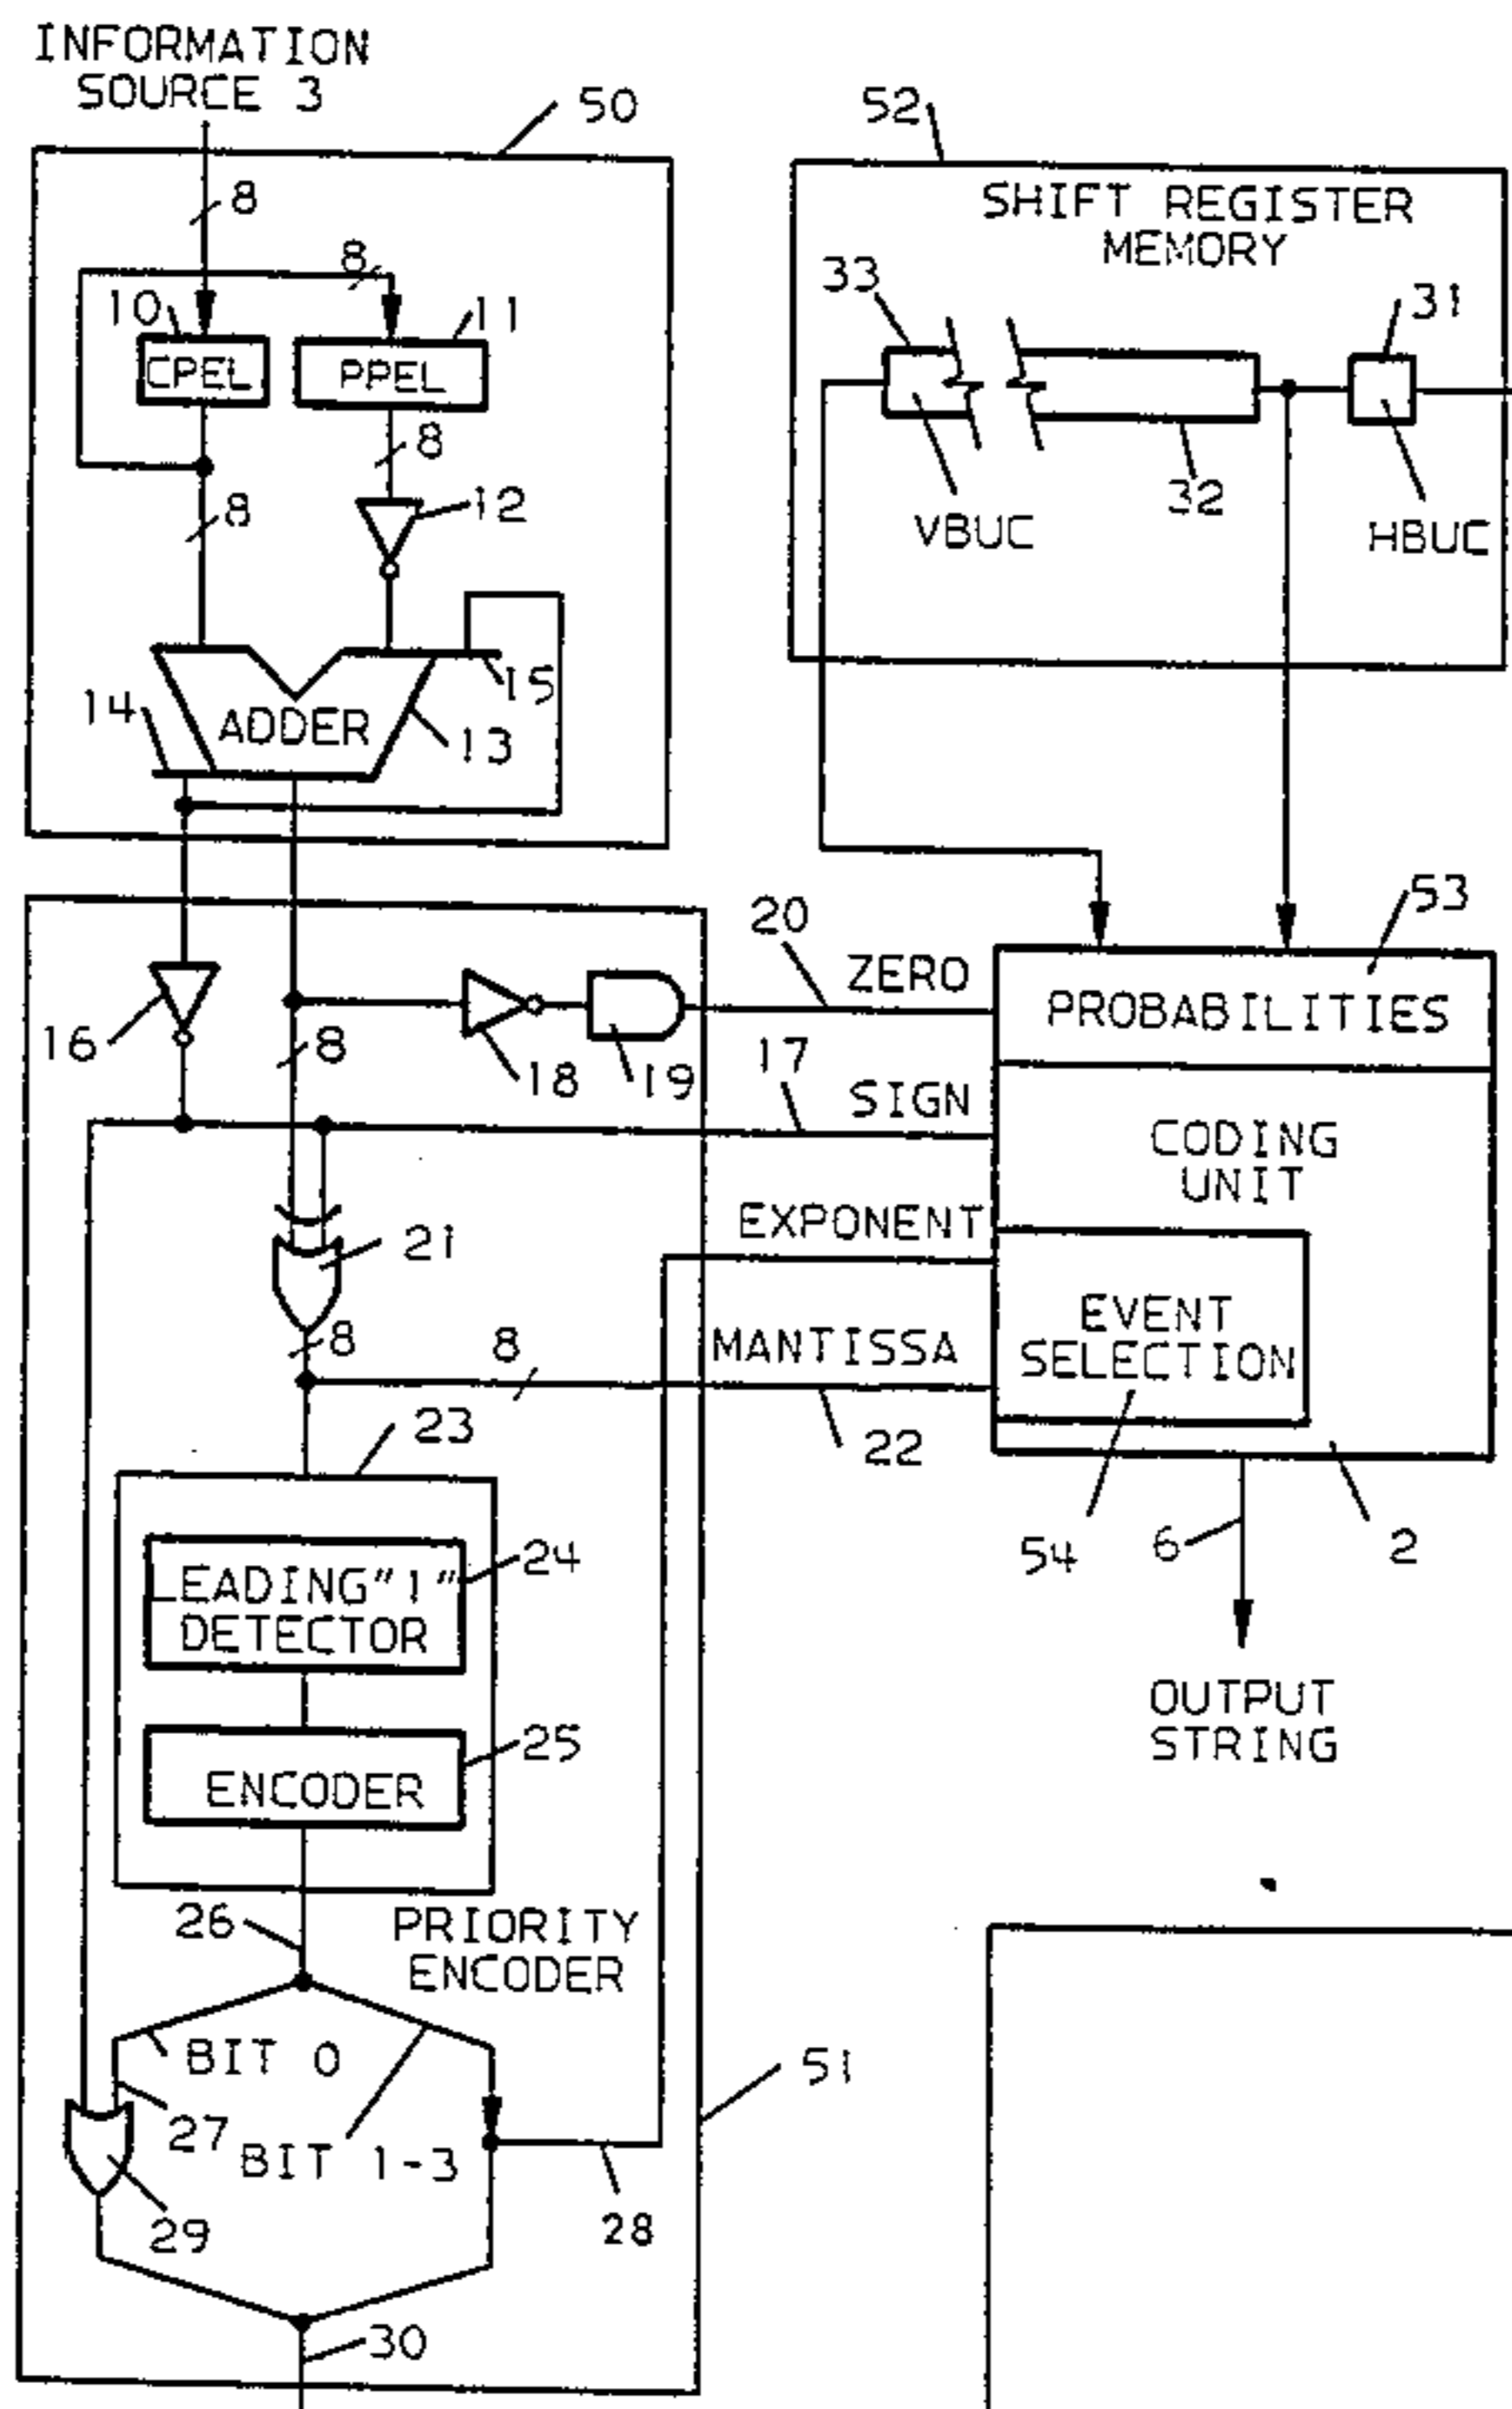 INFORMATION
SOURCE 3
50
52
8
SHIFT REGISTER
MEMORY
8
33
31
10
11
CPEL
PPEL
8
12
8
32
VBUC
HBUC
15
14
ADDER
13
53
20
ZERO
PROBABILITIES
16
8
18
19
17
SIGN
CODING
UNIT
EXPONENT
21
EVENT
SELECTION
8
8
MANTISSA
23
22
54
6
2
24
LEADING"1"
DETECTOR
OUTPUT
STRING
25
ENCODER
26
PRIORITY
ENCODER
BIT 0
51
27
BIT 1-3
29
28
30